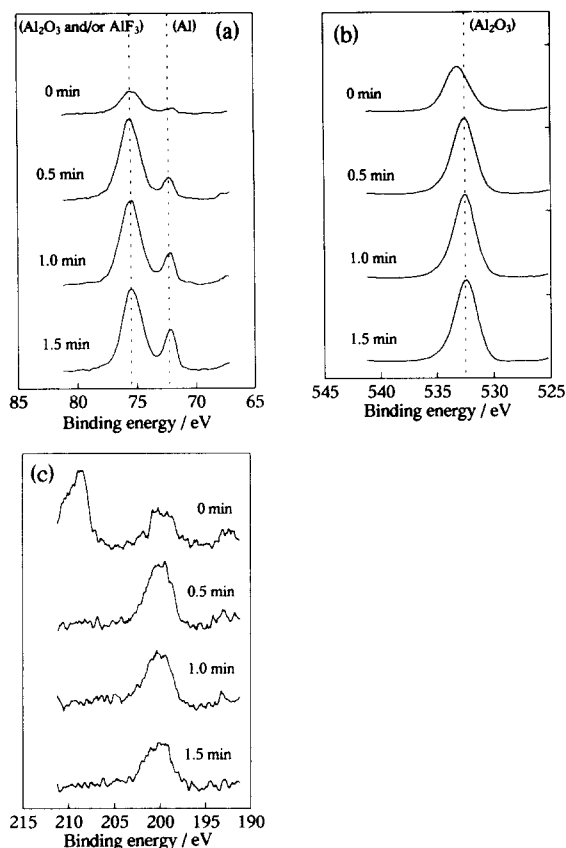 (Al₂O₃ and/or AlF₃) (Al) (a)
0 min
0.5 min
1.0 min
1.5 min
85 80 75 70 65
Binding energy / eV
(b) (Al₂O₃)
0 min
0.5 min
1.0 min
1.5 min
545 540 535 530 525
Binding energy / eV
(c)
0 min
0.5 min
1.0 min
1.5 min
215 210 205 200 195 190
Binding energy / eV